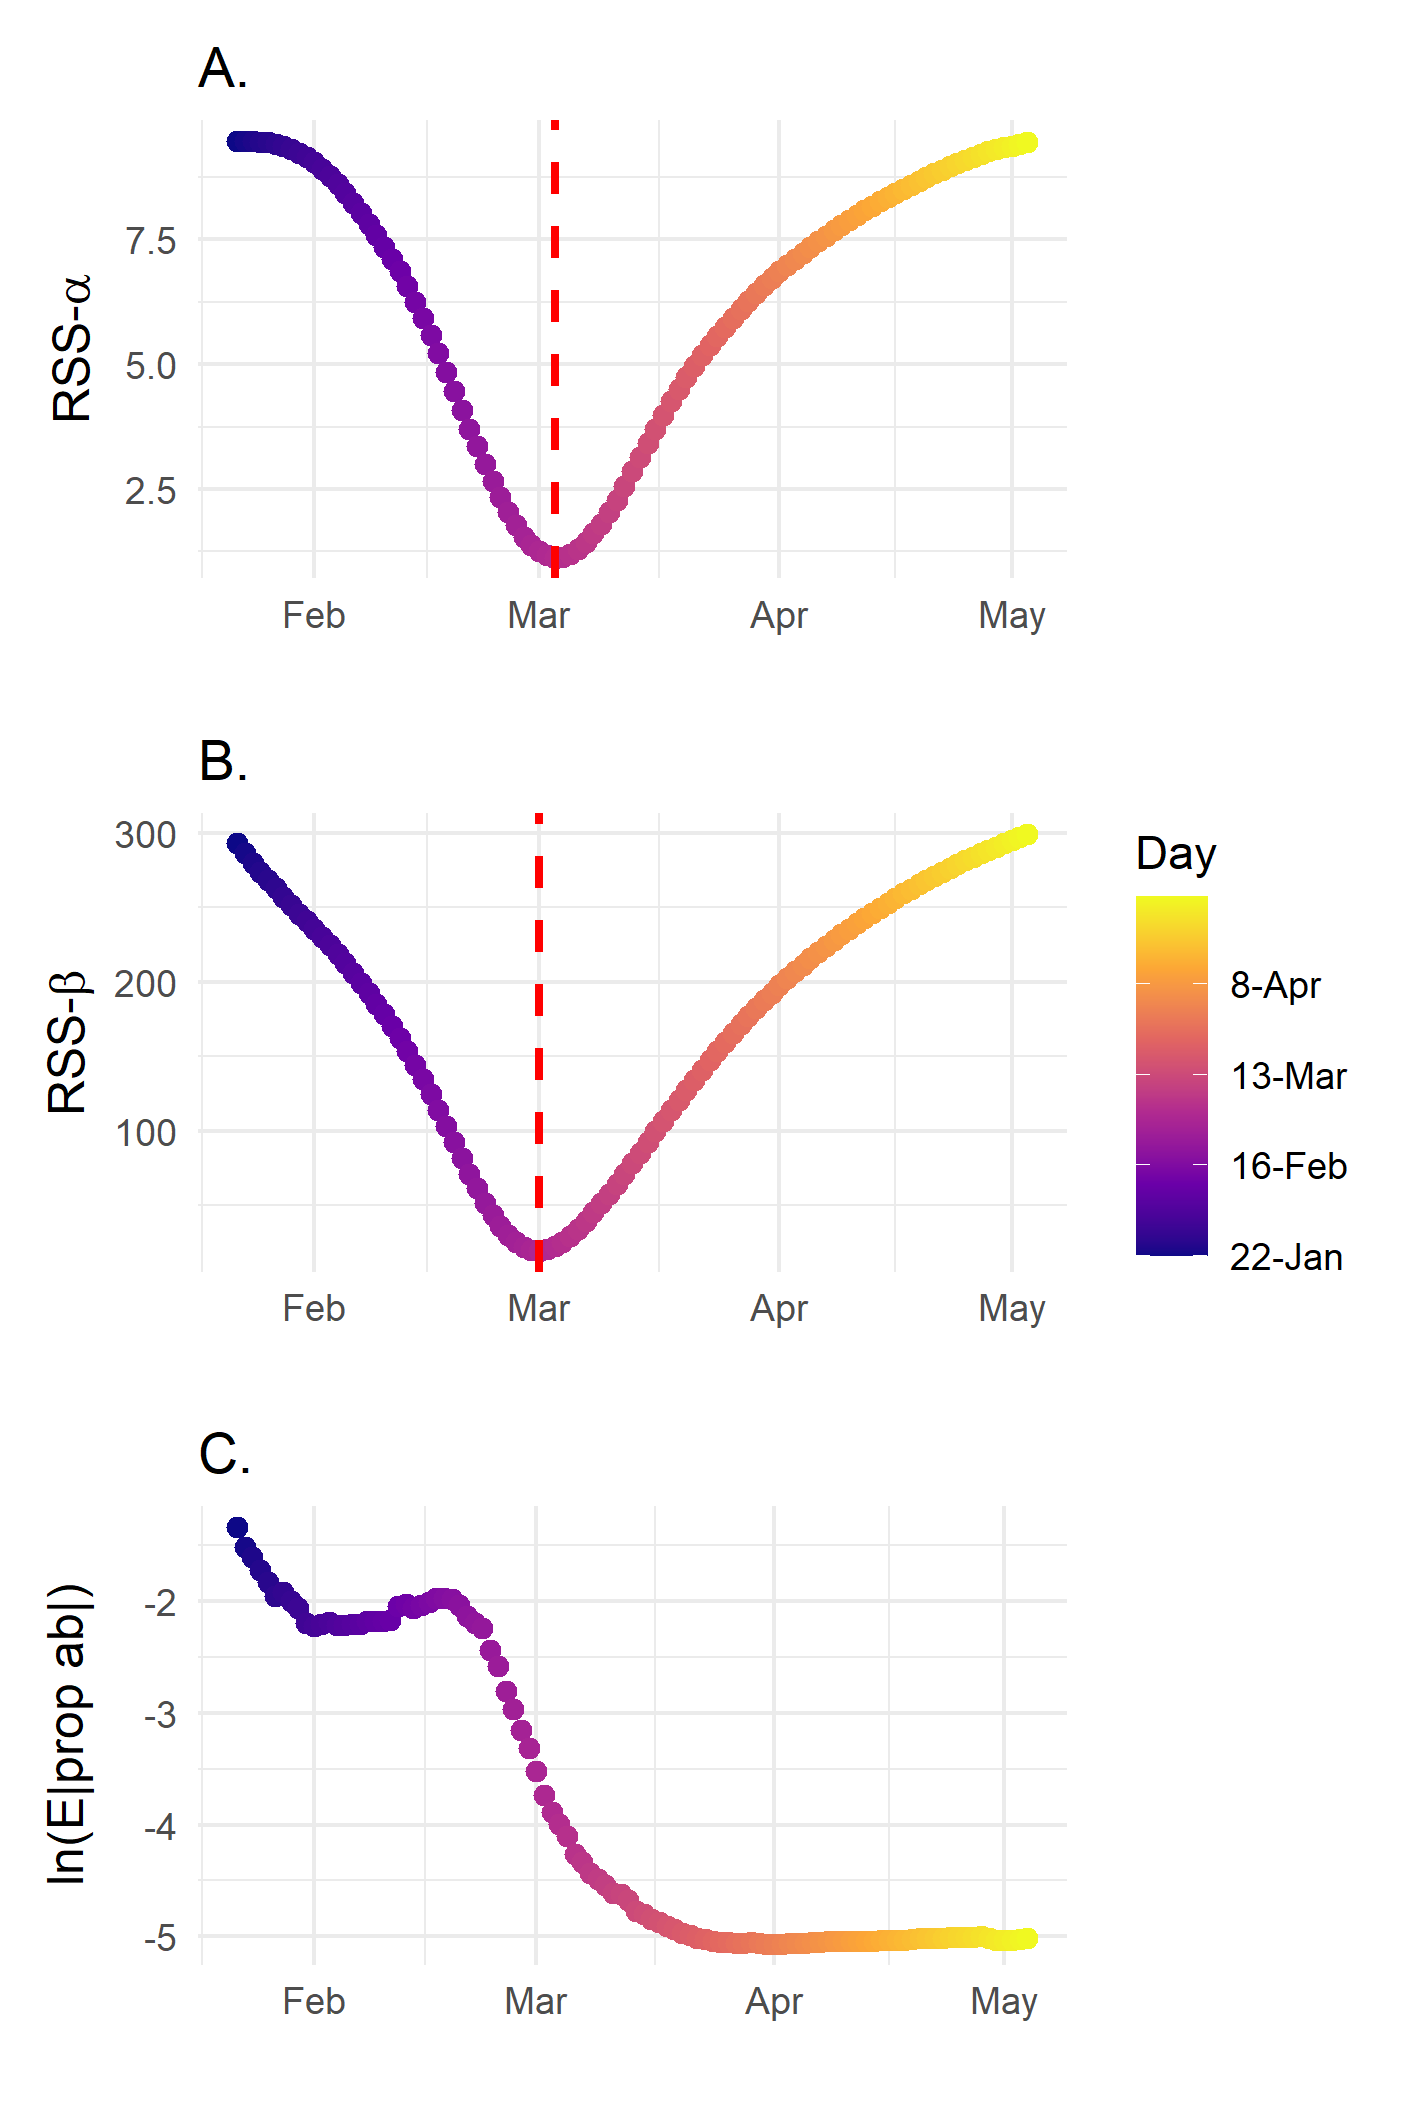 A.
RSS-α
7.5
5.0
2.5
Feb Mar Apr May
B.
RSS-β
300
200
100
Feb Mar Apr May
Day
8-Apr
13-Mar
16-Feb
22-Jan
C.
ln(E|prop ab|)
-2
-3
-4
-5
Feb Mar Apr May